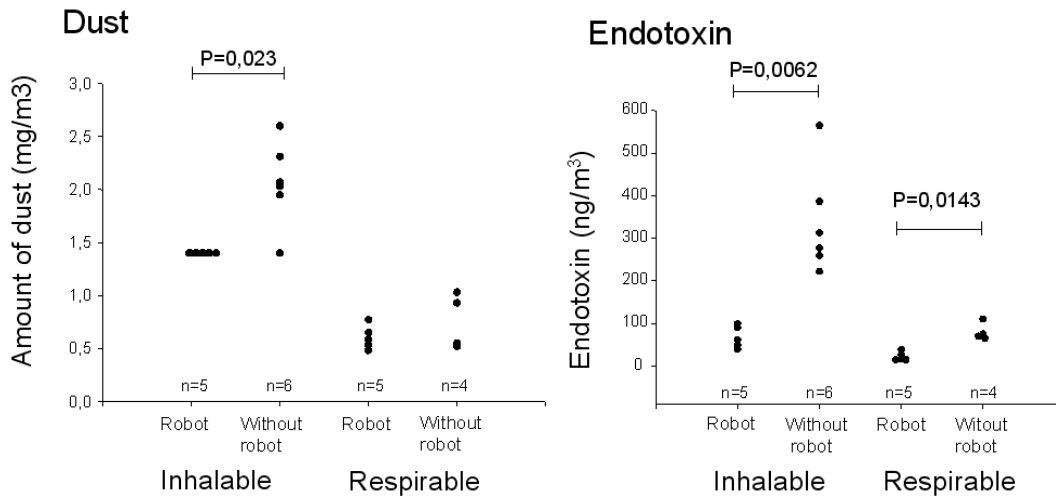 Dust
P=0,023
Amount of dust (mg/m3)
3,0
2,5
2,0
1,5
1,0
0,5
0,0
n=5
n=6
n=5
n=4
Robot
Without
robot
Robot
Without
robot
Inhalable
Respirable
Endotoxin
P=0,0062
P=0,0143
Endotoxin (ng/m³)
600
500
400
300
200
100
0
n=5
n=6
n=5
n=4
Robot
Without
robot
Robot
Witout
robot
Inhalable
Respirable